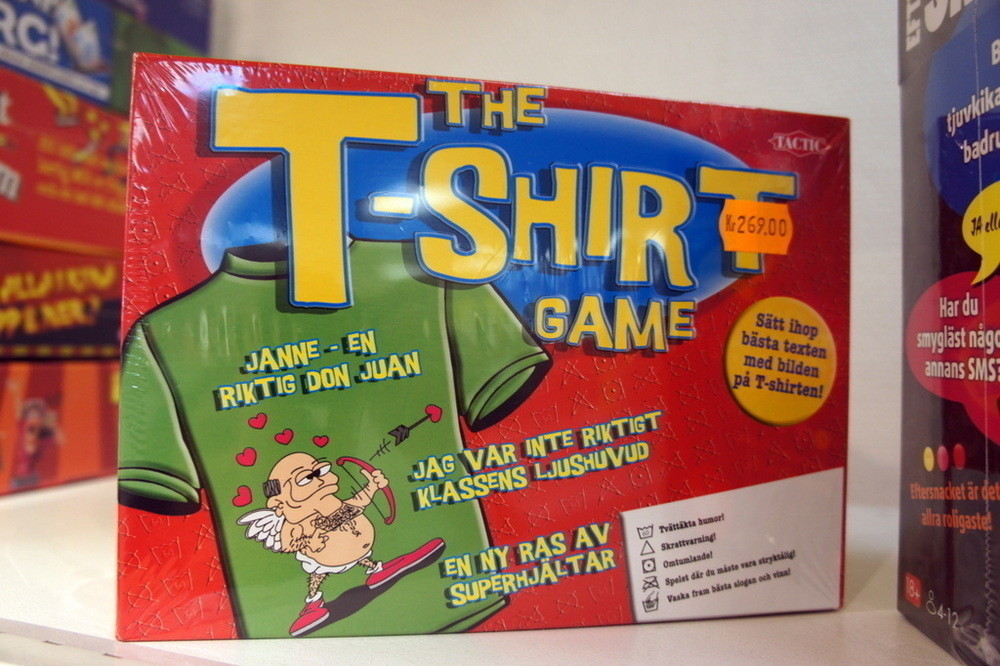 THE
T-SHIRT
GAME
TACTIC
Kr 269.00
Sätt ihop
bästa texten
med bilden
på T-shirten!
JANNE - EN
RIKTIG DON JUAN
JAG VAR INTE RIKTIGT
KLASSENS LJUSHUVUD
EN NY RAS AV
SUPERHJÄLTAR
Tvättäkta humor!
Skrattvarning!
Omtumlande!
Spelet där du måste vara stryktålig!
Vaska fram bästa slogan och vinn!
tjuvkika
badru
JA elle
Har du
smygläst någo
annans SMS?
Eftersnacket är det
allra roligaste!
18+
4-12